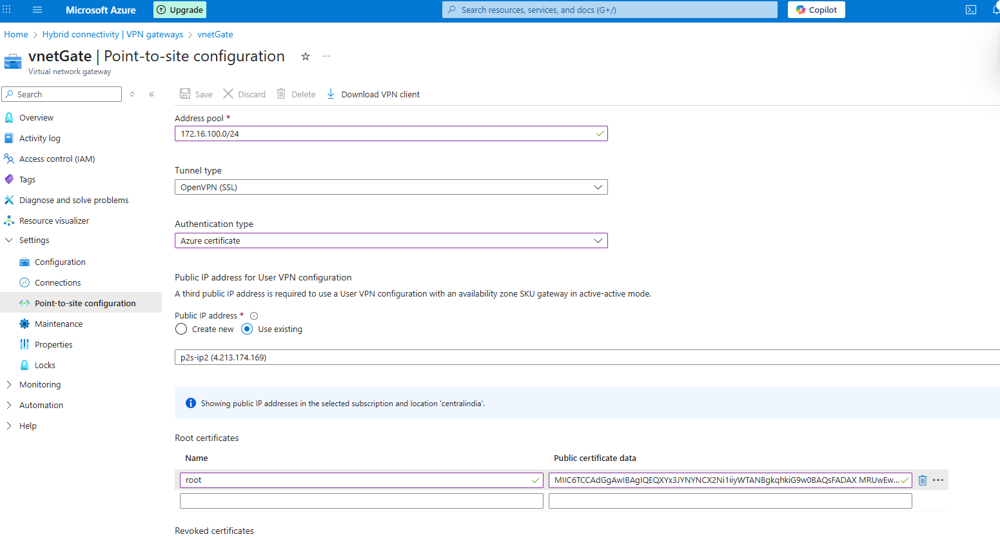 Microsoft Azure
Upgrade
Search resources, services, and docs (G+/)
Copilot
Home > Hybrid connectivity | VPN gateways > vnetGate
vnetGate | Point-to-site configuration
Virtual network gateway
Search
Save
Discard
Delete
Download VPN client
Overview
Activity log
Access control (IAM)
Tags
Diagnose and solve problems
Resource visualizer
Settings
Configuration
Connections
Point-to-site configuration
Maintenance
Properties
Locks
Monitoring
Automation
Help
Address pool *
172.16.100.0/24
Tunnel type
OpenVPN (SSL)
Authentication type
Azure certificate
Public IP address for User VPN configuration
A third public IP address is required to use a User VPN configuration with an availability zone SKU gateway in active-active mode.
Public IP address *
Create new
Use existing
p2s-ip2 (4.213.174.169)
Showing public IP addresses in the selected subscription and location 'centralindia'.
Root certificates
Name
Public certificate data
root
MIIC6TCCAdGgAwIBAgIQEQXYx3JYNYNCX2Ni1iiyWTANBgkqhkiG9w0BAQsFADAX MRUwEw...
Revoked certificates